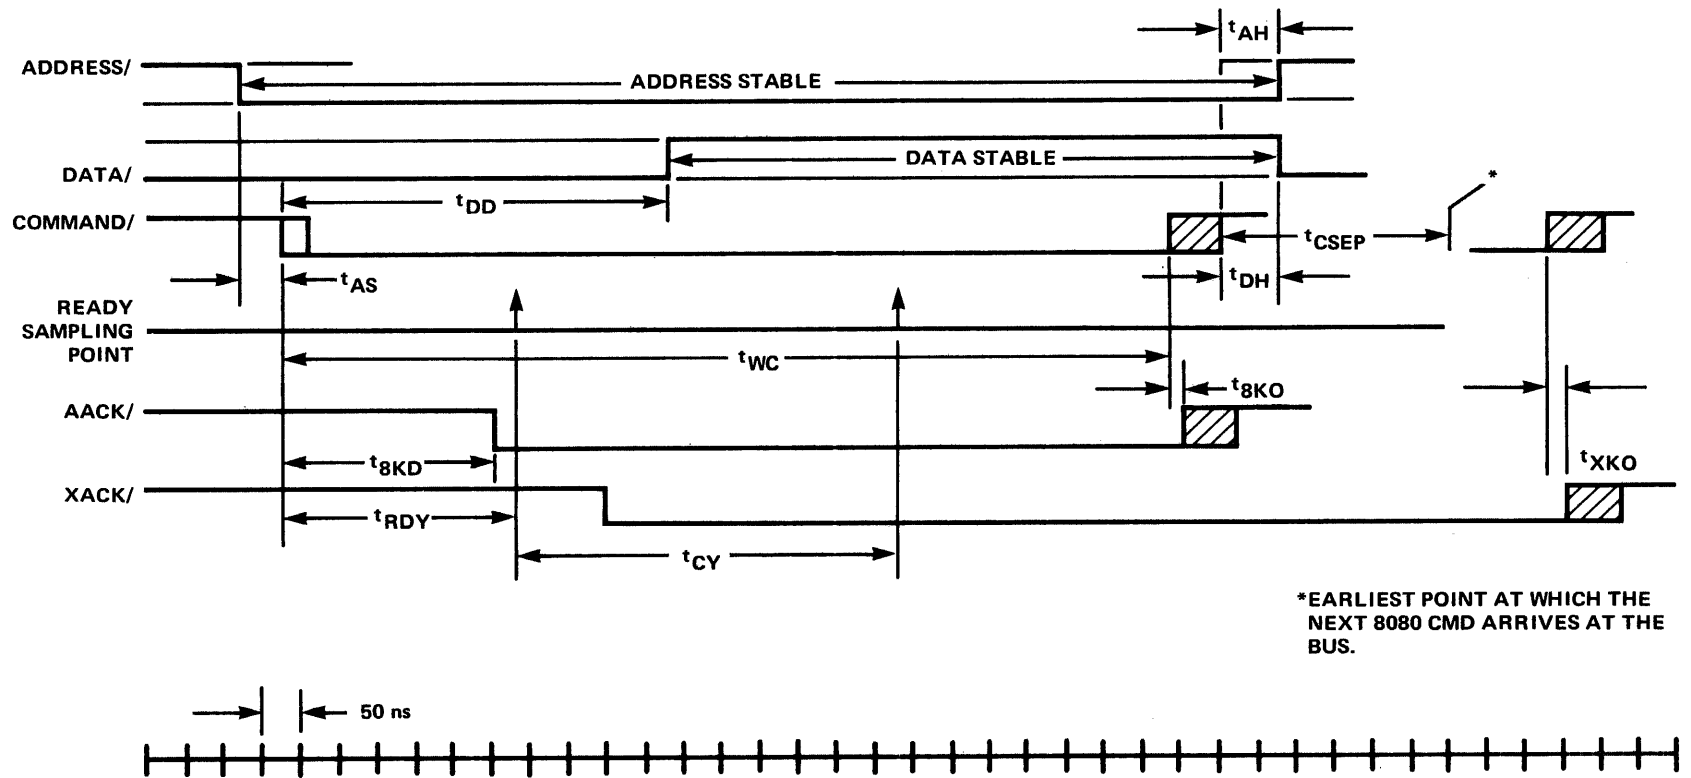 tAH
ADDRESS/
ADDRESS STABLE
DATA STABLE
DATA/
*
tDD
COMMAND/
tCSEP
tAS
tDH
READY
SAMPLING
POINT
tWC
t8KO
AACK/
t8KD
tXKO
XACK/
tRDY
tCY
*EARLIEST POINT AT WHICH THE
NEXT 8080 CMD ARRIVES AT THE
BUS.
50 ns